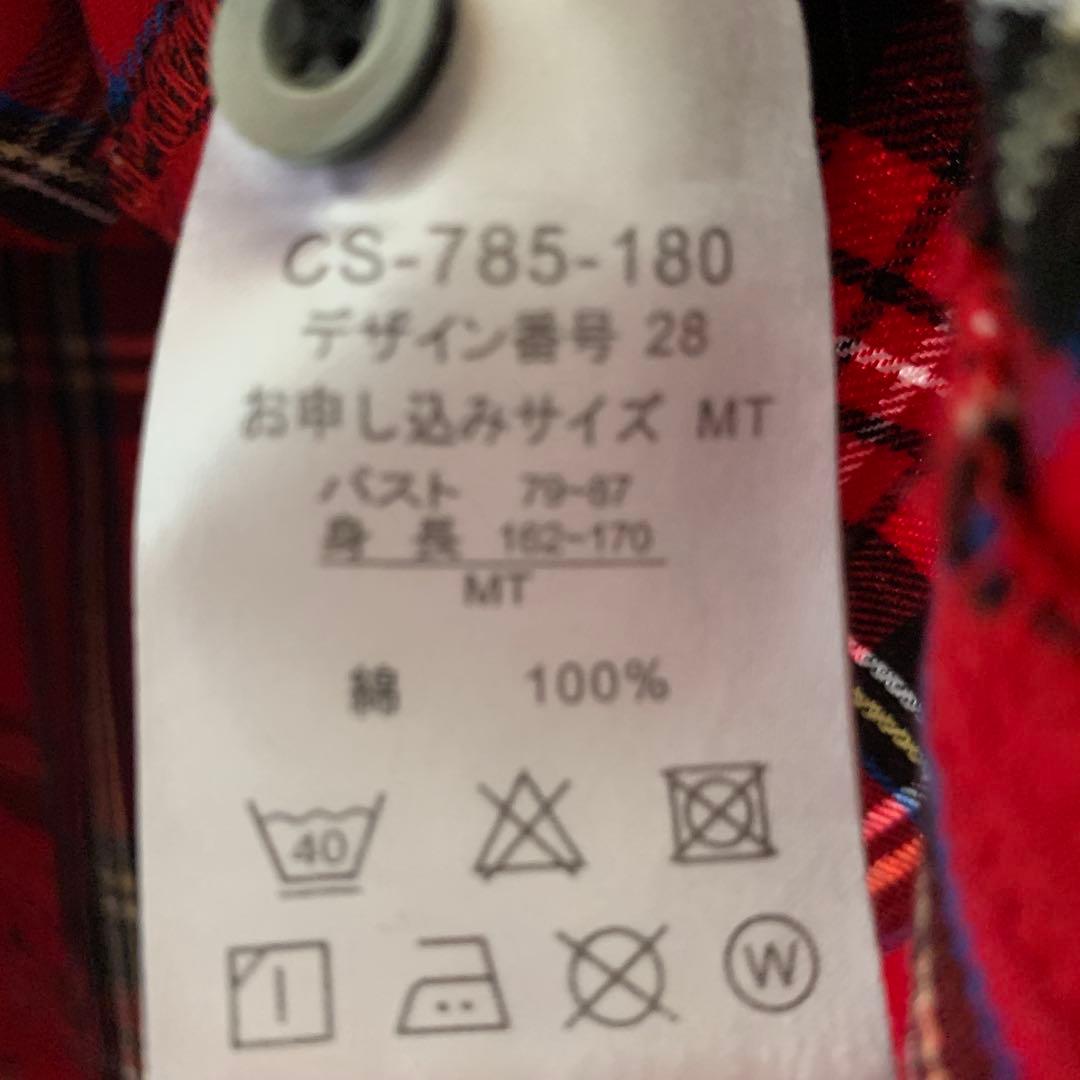 CS-785-180
デザイン番号 28
お申し込みサイズ MT
バスト 79~87
身 長 162~170
MT
綿 100%
40
W